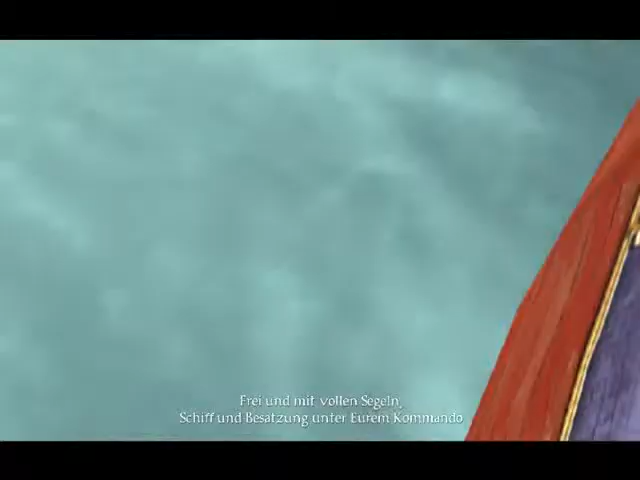 Frei und mit vollen Segeln,
Schiff und Besatzung unter Eurem Kommando